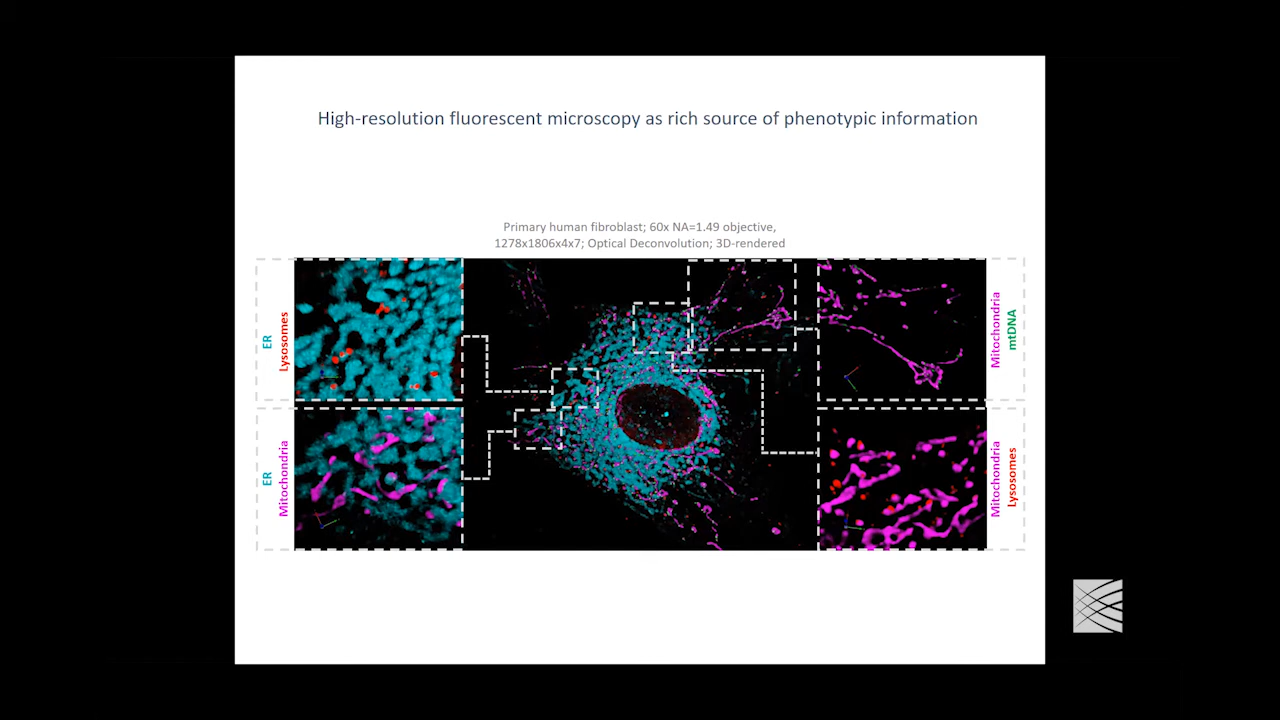 High-resolution fluorescent microscopy as rich source of phenotypic information
Primary human fibroblast; 60x NA=1.49 objective,
1278x1806x4x7; Optical Deconvolution; 3D-rendered
ER
Lysosomes
Mitochondria
mtDNA
ER
Mitochondria
Mitochondria
Lysosomes